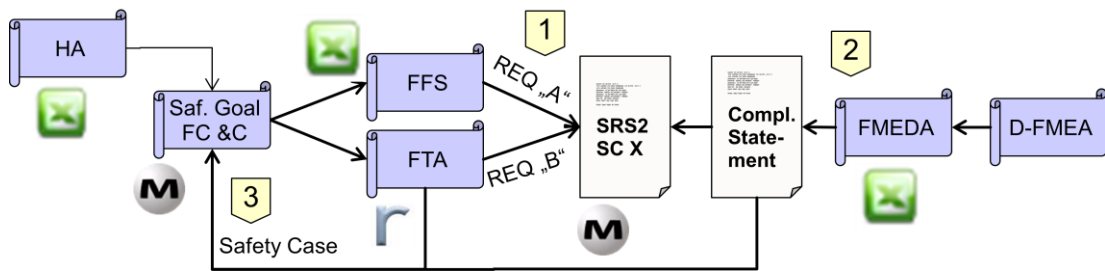 HA
Saf. Goal
FC &C
FFS
FTA
1
REQ „A“
REQ „B“
SRS2
SC X
Compl.
State-
ment
2
FMEDA
D-FMEA
M
3
r
M
Safety Case